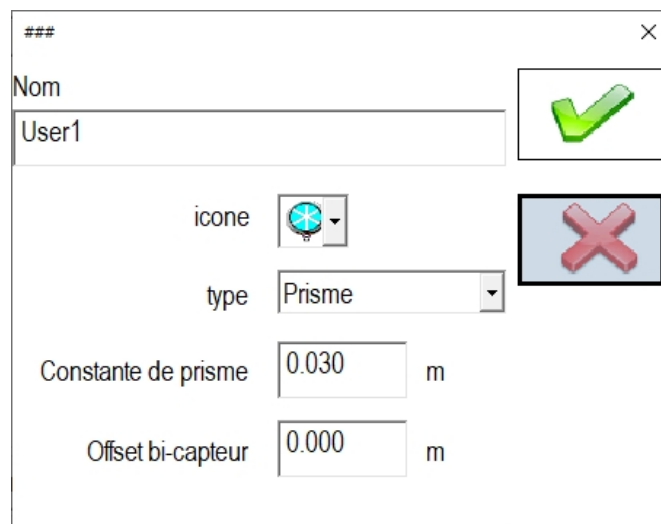 ###
Nom
User1
icone
type Prisme
Constante de prisme 0.030 m
Offset bi-capteur 0.000 m